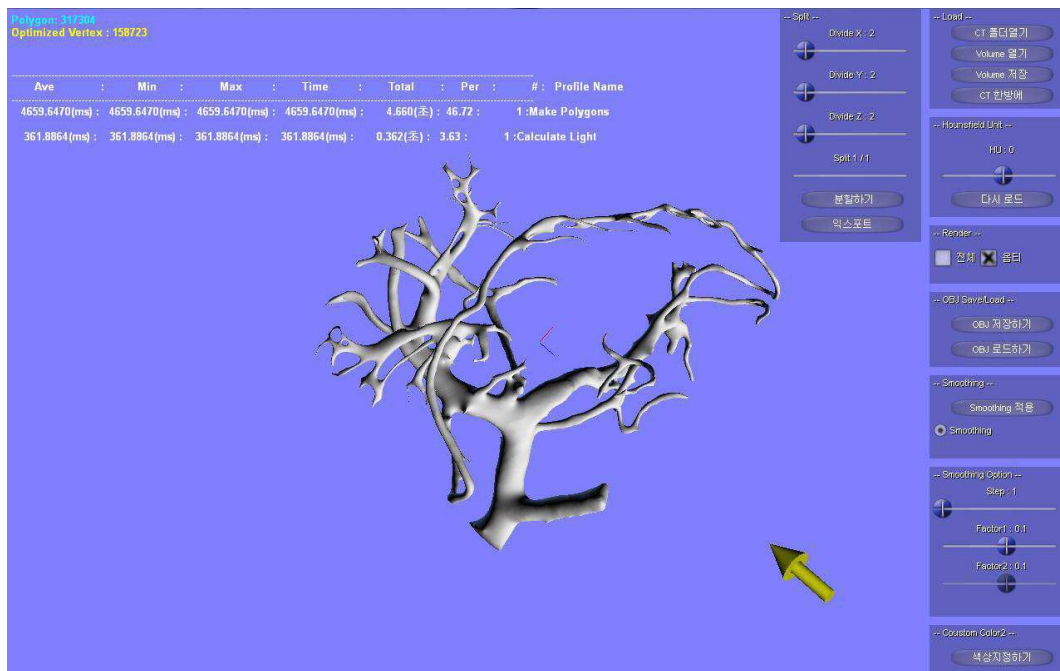 Polygon: 317304
Optimized Vertex : 158723
Ave : Min : Max : Time : Total : Per : # : Profile Name
4659.6470(ms) : 4659.6470(ms) : 4659.6470(ms) : 4659.6470(ms) : 4.660(초) : 46.72 : 1 :Make Polygons
361.8864(ms) : 361.8864(ms) : 361.8864(ms) : 361.8864(ms) : 0.362(초) : 3.63 : 1 :Calculate Light
-- Split --
Divide X : 2
Divide Y : 2
Divide Z : 2
Split 1 / 1
분할하기
익스포트
-- Load --
CT 폴더열기
Volume 열기
Volume 저장
CT 한방에
-- Hounsfield Unit --
HU : 0
다시 로드
-- Render --
전체 옵티
-- OBJ Save/Load --
OBJ 저장하기
OBJ 로드하기
-- Smoothing --
Smoothing 적용
Smoothing
-- Smoothing Option --
Step : 1
Factor1 : 0.1
Factor2 : 0.1
-- Coustom Color2 --
색상지정하기